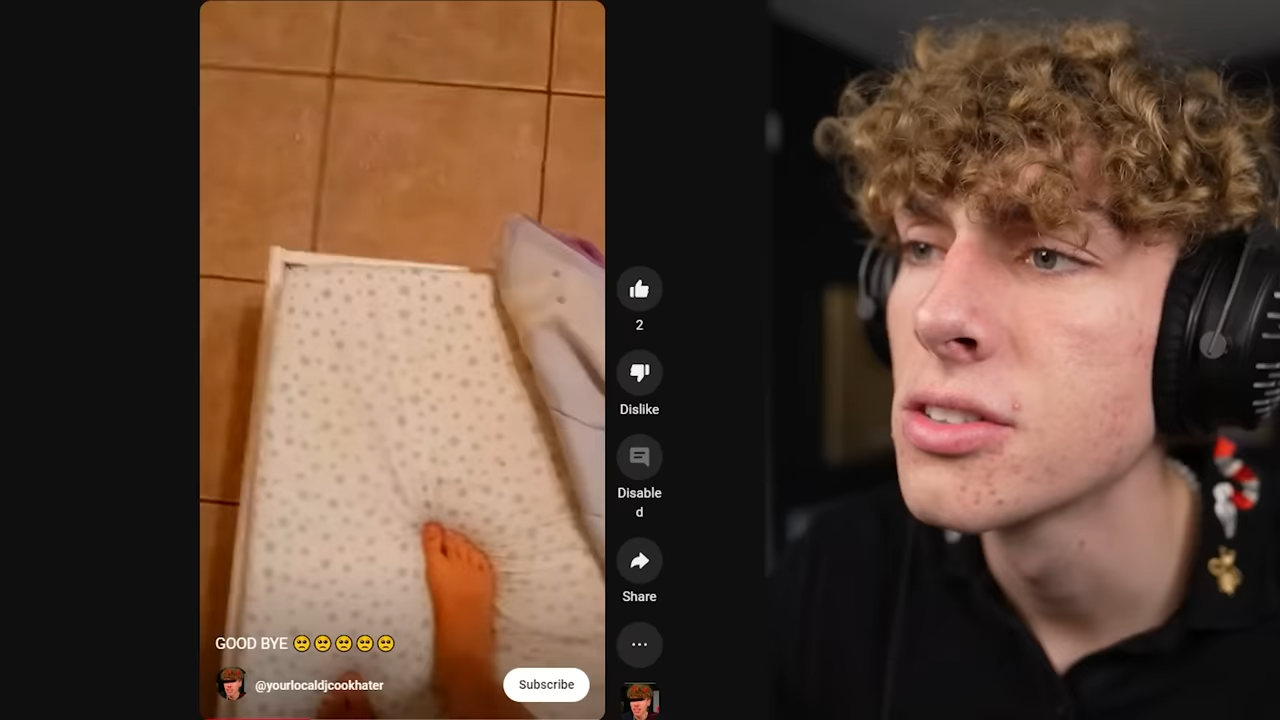 2
Dislike
Disable
d
Share
GOOD BYE 🥺🥺🥺🥺🥺
@yourlocaldjcookhater
Subscribe